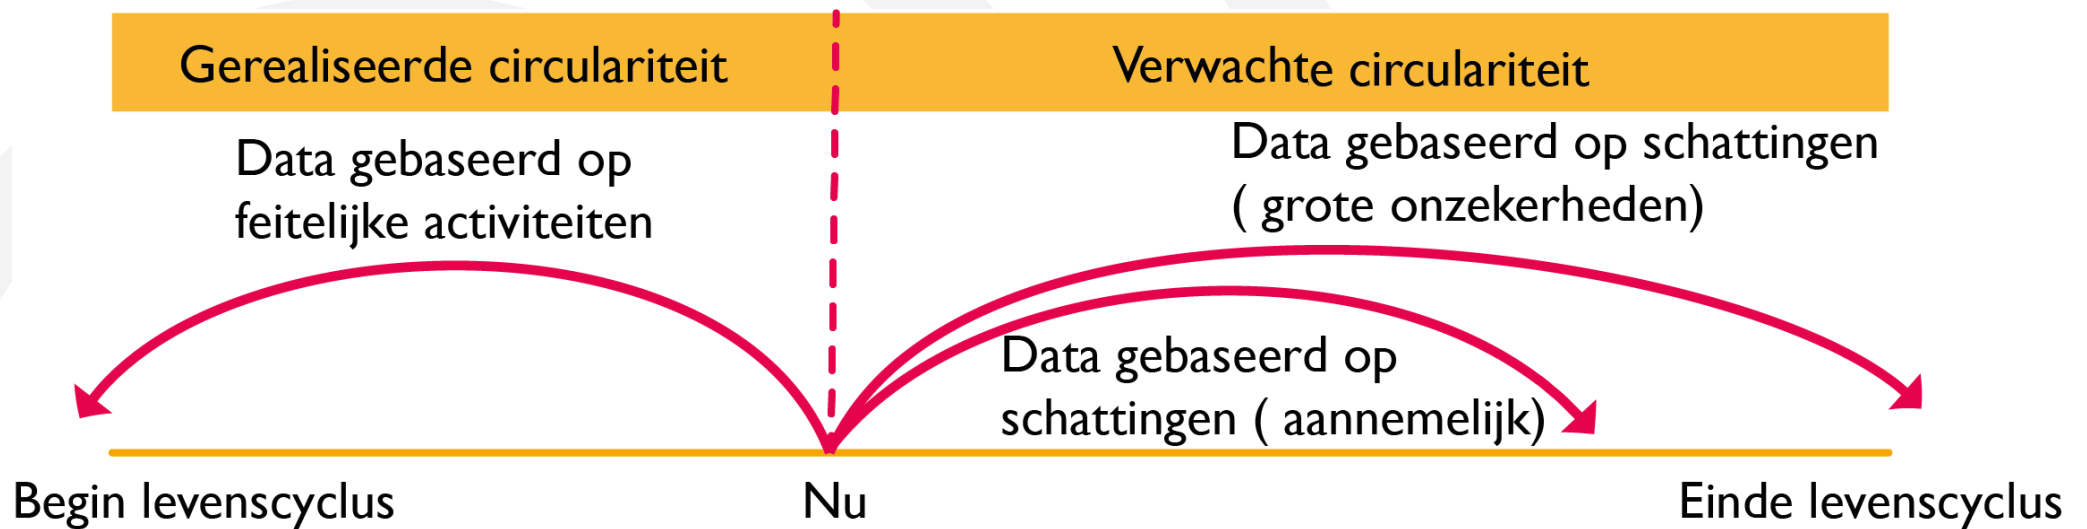 Gerealiseerde circulariteit
Verwachte circulariteit
Data gebaseerd op
feitelijke activiteiten
Data gebaseerd op schattingen
( grote onzekerheden)
Data gebaseerd op
schattingen ( aannemelijk)
Begin levenscyclus
Nu
Einde levenscyclus